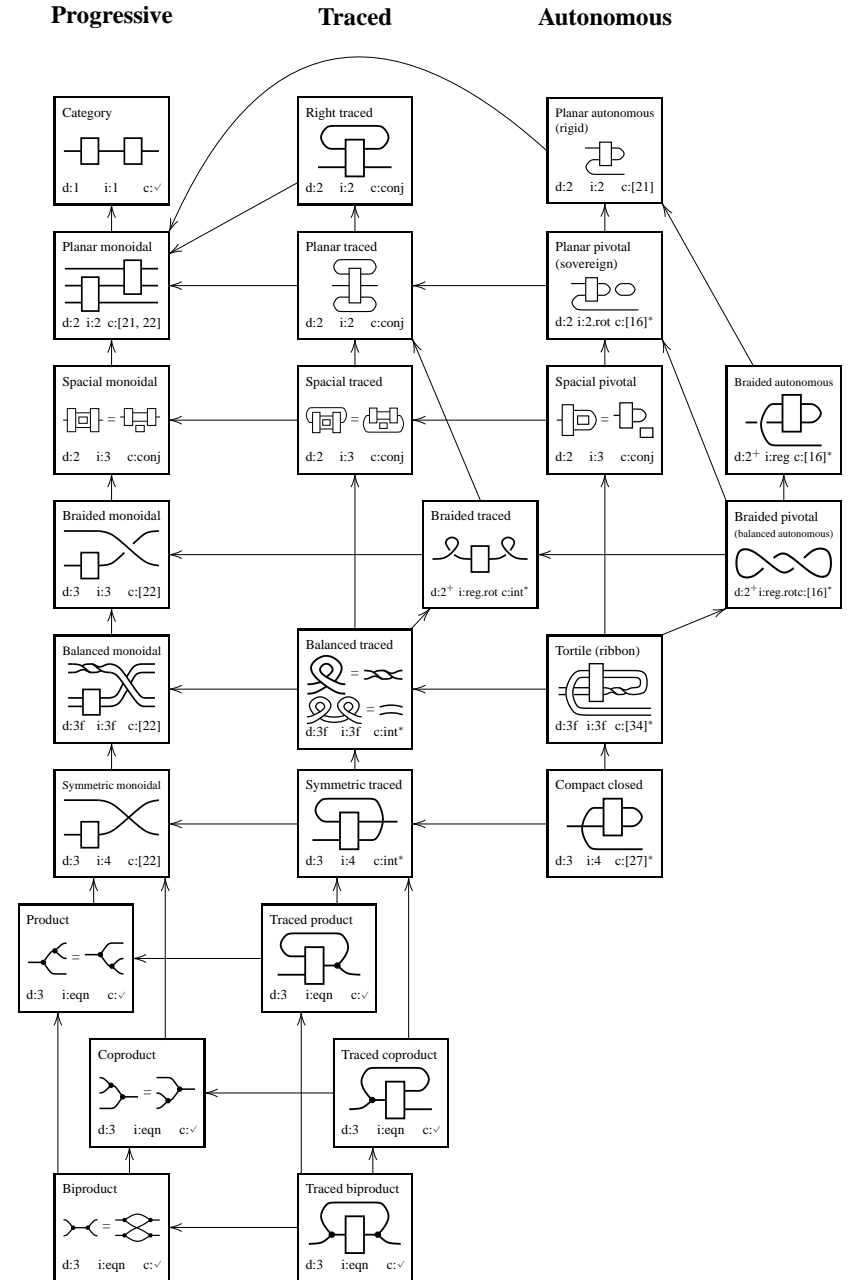 Progressive Traced Autonomous
Category
d:1 i:1 c:✓
Right traced
d:2 i:2 c:conj
Planar autonomous
(rigid)
d:2 i:2 c:[21]
Planar monoidal
d:2 i:2 c:[21, 22]
Planar traced
d:2 i:2 c:conj
Planar pivotal
(sovereign)
d:2 i:2.rot c:[16]*
Spacial monoidal
=
d:2 i:3 c:conj
Spacial traced
=
d:2 i:3 c:conj
Spacial pivotal
=
d:2 i:3 c:conj
Braided autonomous
d:2⁺ i:reg c:[16]*
Braided monoidal
d:3 i:3 c:[22]
Braided traced
d:2⁺ i:reg.rot c:int*
Braided pivotal
(balanced autonomous)
d:2⁺ i:reg.rot c:[16]*
Balanced monoidal
d:3f i:3f c:[22]
Balanced traced
=
=
d:3f i:3f c:int*
Tortile (ribbon)
d:3f i:3f c:[34]*
Symmetric monoidal
d:3 i:4 c:[22]
Symmetric traced
d:3 i:4 c:int*
Compact closed
d:3 i:4 c:[27]*
Product
=
d:3 i:eqn c:✓
Traced product
d:3 i:eqn c:✓
Coproduct
=
d:3 i:eqn c:✓
Traced coproduct
d:3 i:eqn c:✓
Biproduct
=
d:3 i:eqn c:✓
Traced biproduct
d:3 i:eqn c:✓